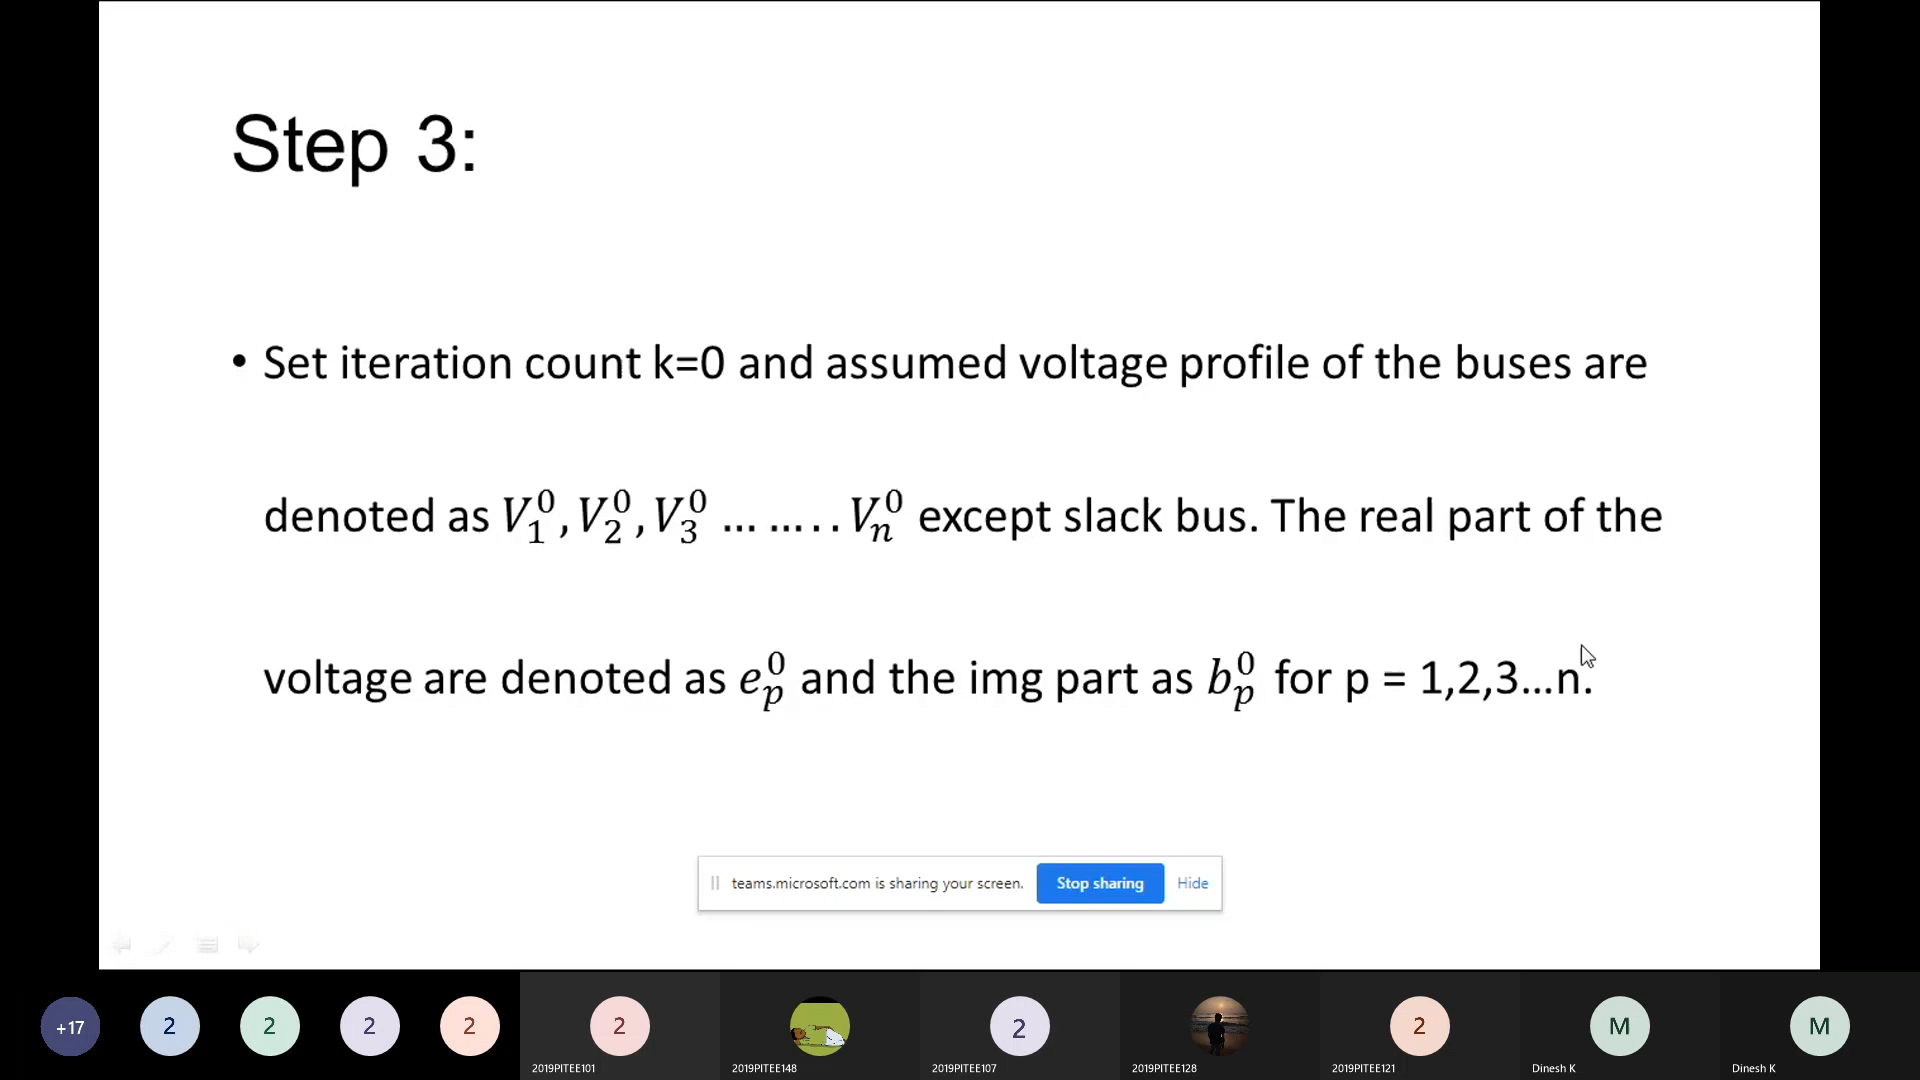 Step 3:
• Set iteration count k=0 and assumed voltage profile of the buses are
denoted as $V_1^0, V_2^0, V_3^0$ … ….. $V_n^0$ except slack bus. The real part of the
voltage are denoted as $e_p^0$ and the img part as $b_p^0$ for p = 1,2,3…n.
teams.microsoft.com is sharing your screen. Stop sharing Hide
+17 2 2 2 2 2 2 2 M M
2019PITEE101 2019PITEE148 2019PITEE107 2019PITEE128 2019PITEE121 Dinesh K Dinesh K